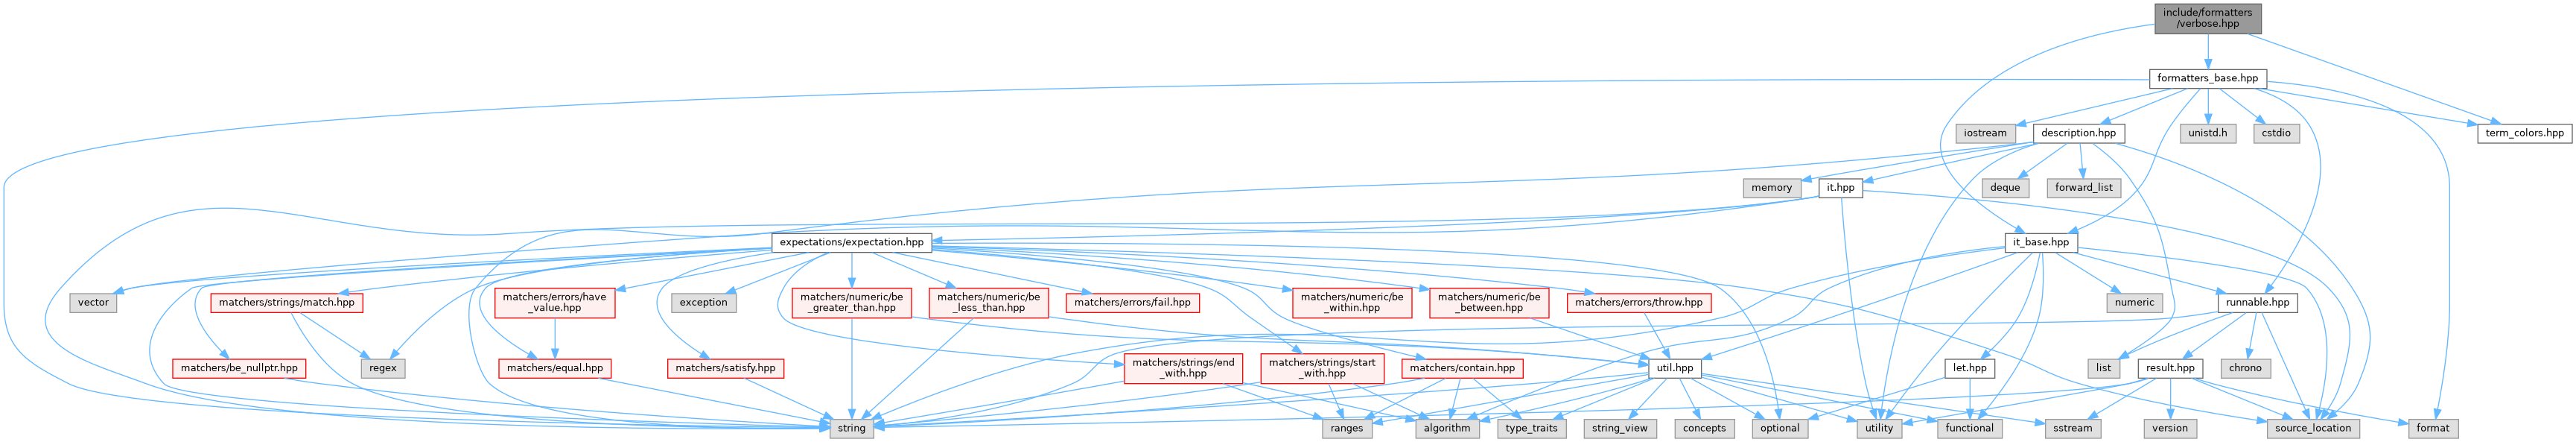 include/formatters
/verbose.hpp
formatters_base.hpp
iostream
description.hpp
unistd.h
cstdio
term_colors.hpp
memory
it.hpp
deque
forward_list
expectations/expectation.hpp
it_base.hpp
vector
matchers/strings/match.hpp
matchers/errors/have
_value.hpp
exception
matchers/numeric/be
_greater_than.hpp
matchers/numeric/be
_less_than.hpp
matchers/errors/fail.hpp
matchers/numeric/be
_within.hpp
matchers/numeric/be
_between.hpp
matchers/errors/throw.hpp
numeric
runnable.hpp
matchers/be_nullptr.hpp
regex
matchers/equal.hpp
matchers/satisfy.hpp
matchers/strings/end
_with.hpp
matchers/strings/start
_with.hpp
matchers/contain.hpp
util.hpp
let.hpp
list
result.hpp
chrono
string
ranges
algorithm
type_traits
string_view
concepts
optional
utility
functional
sstream
version
source_location
format